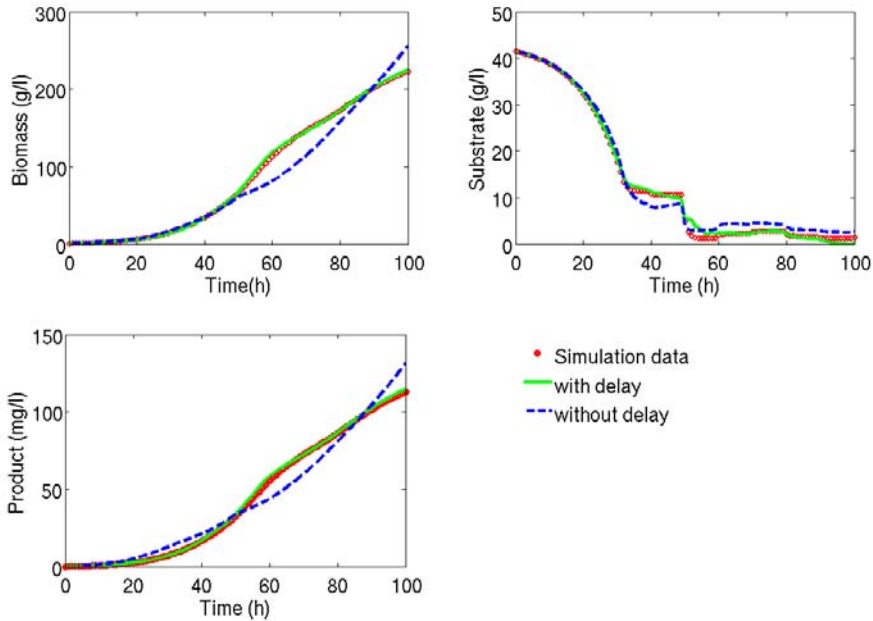 300
200
100
0
Biomass (g/l)
0 20 40 60 80 100
Time(h)
50
40
30
20
10
0
Substrate (g/l)
0 20 40 60 80 100
Time (h)
150
100
50
0
Product (mg/l)
0 20 40 60 80 100
Time (h)
Simulation data
with delay
without delay